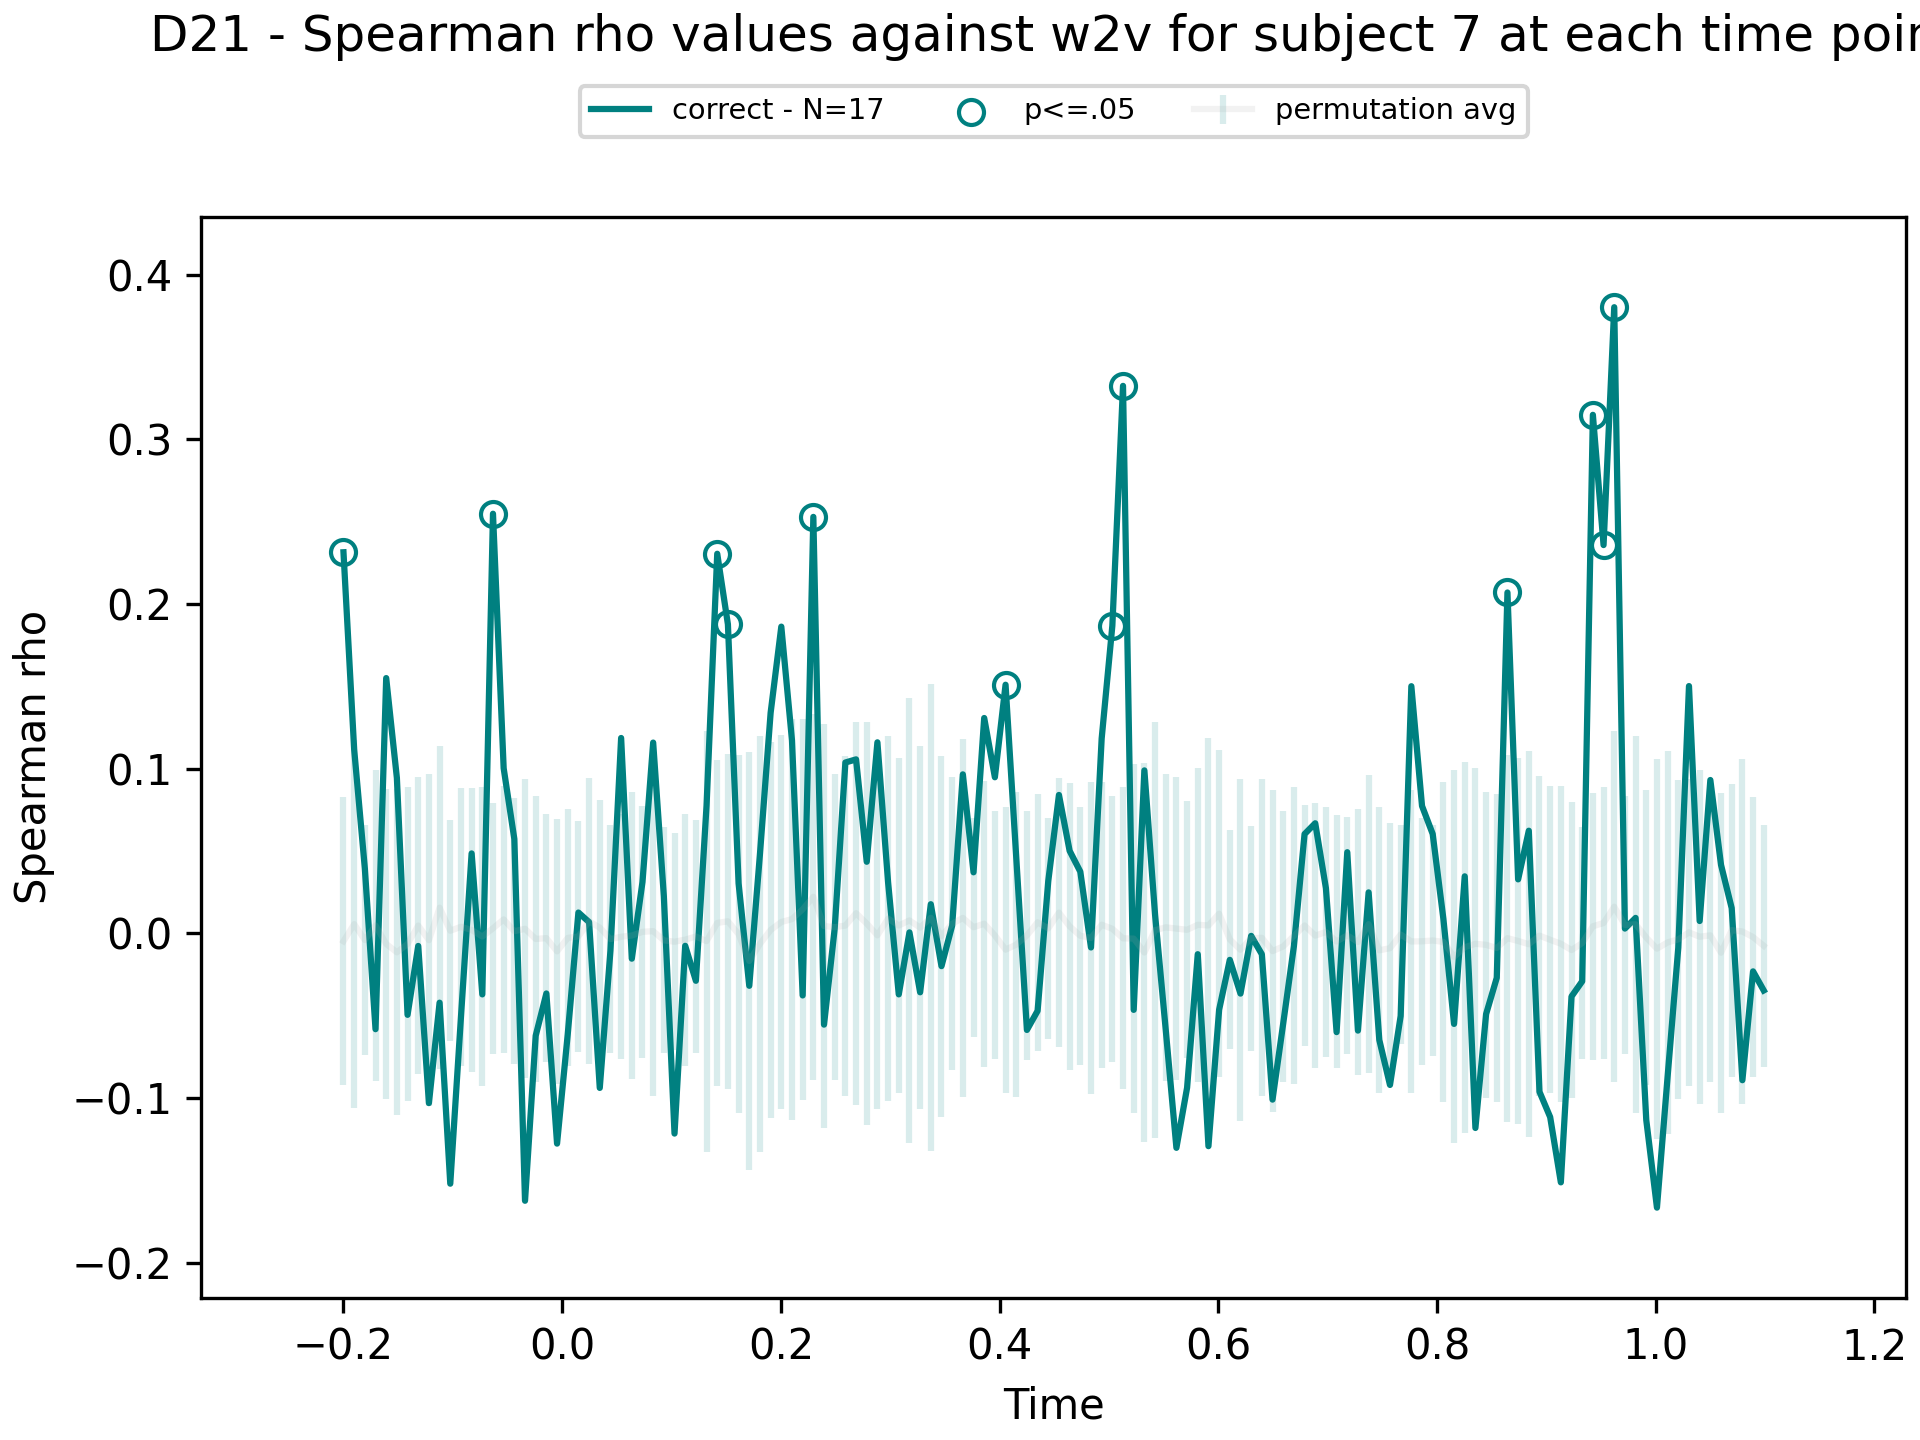 D21 - Spearman rho values against w2v for subject 7 at each time
correct - N=17 p<=.05 permutation avg
Spearman rho
0.4
0.3
0.2
0.1
0.0
−0.1
−0.2
−0.2 0.0 0.2 0.4 0.6 0.8 1.0 1.2
Time